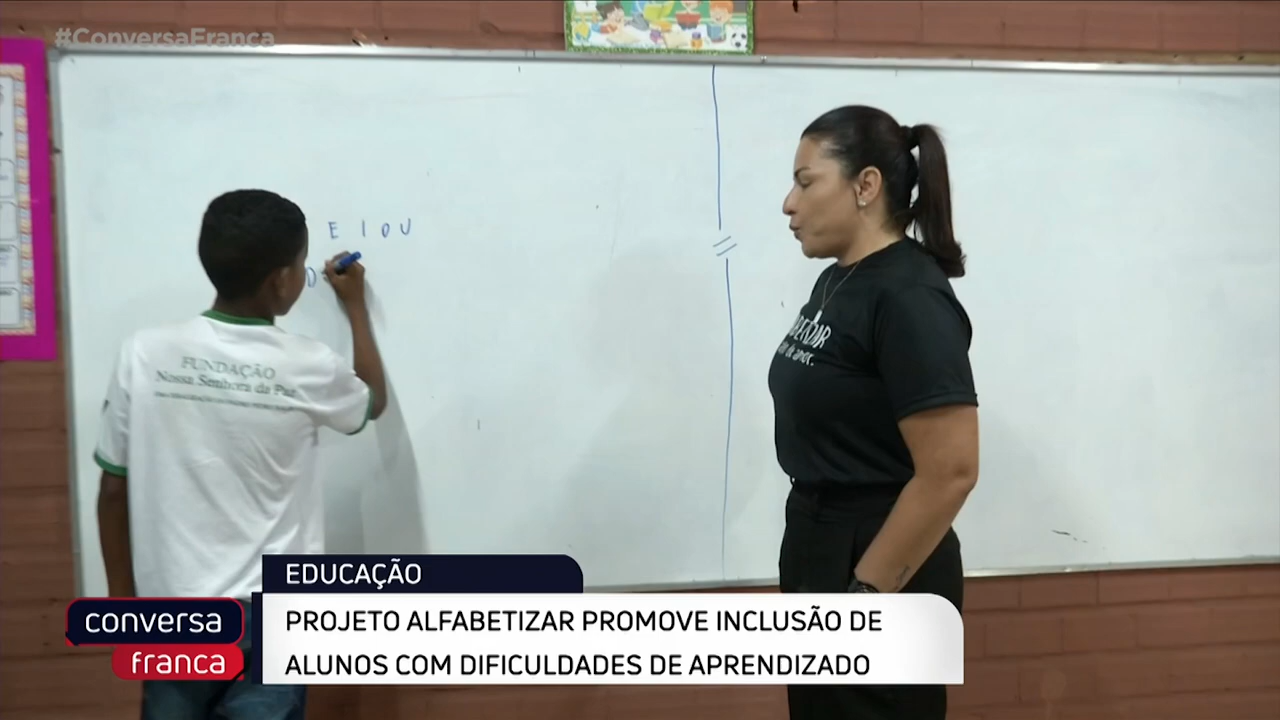 #ConversaFranca
E I O U
D
FUNDAÇÃO
Nossa Senhora da Paz
EDUCAÇÃO
PROJETO ALFABETIZAR PROMOVE INCLUSÃO DE
ALUNOS COM DIFICULDADES DE APRENDIZADO
conversa
franca